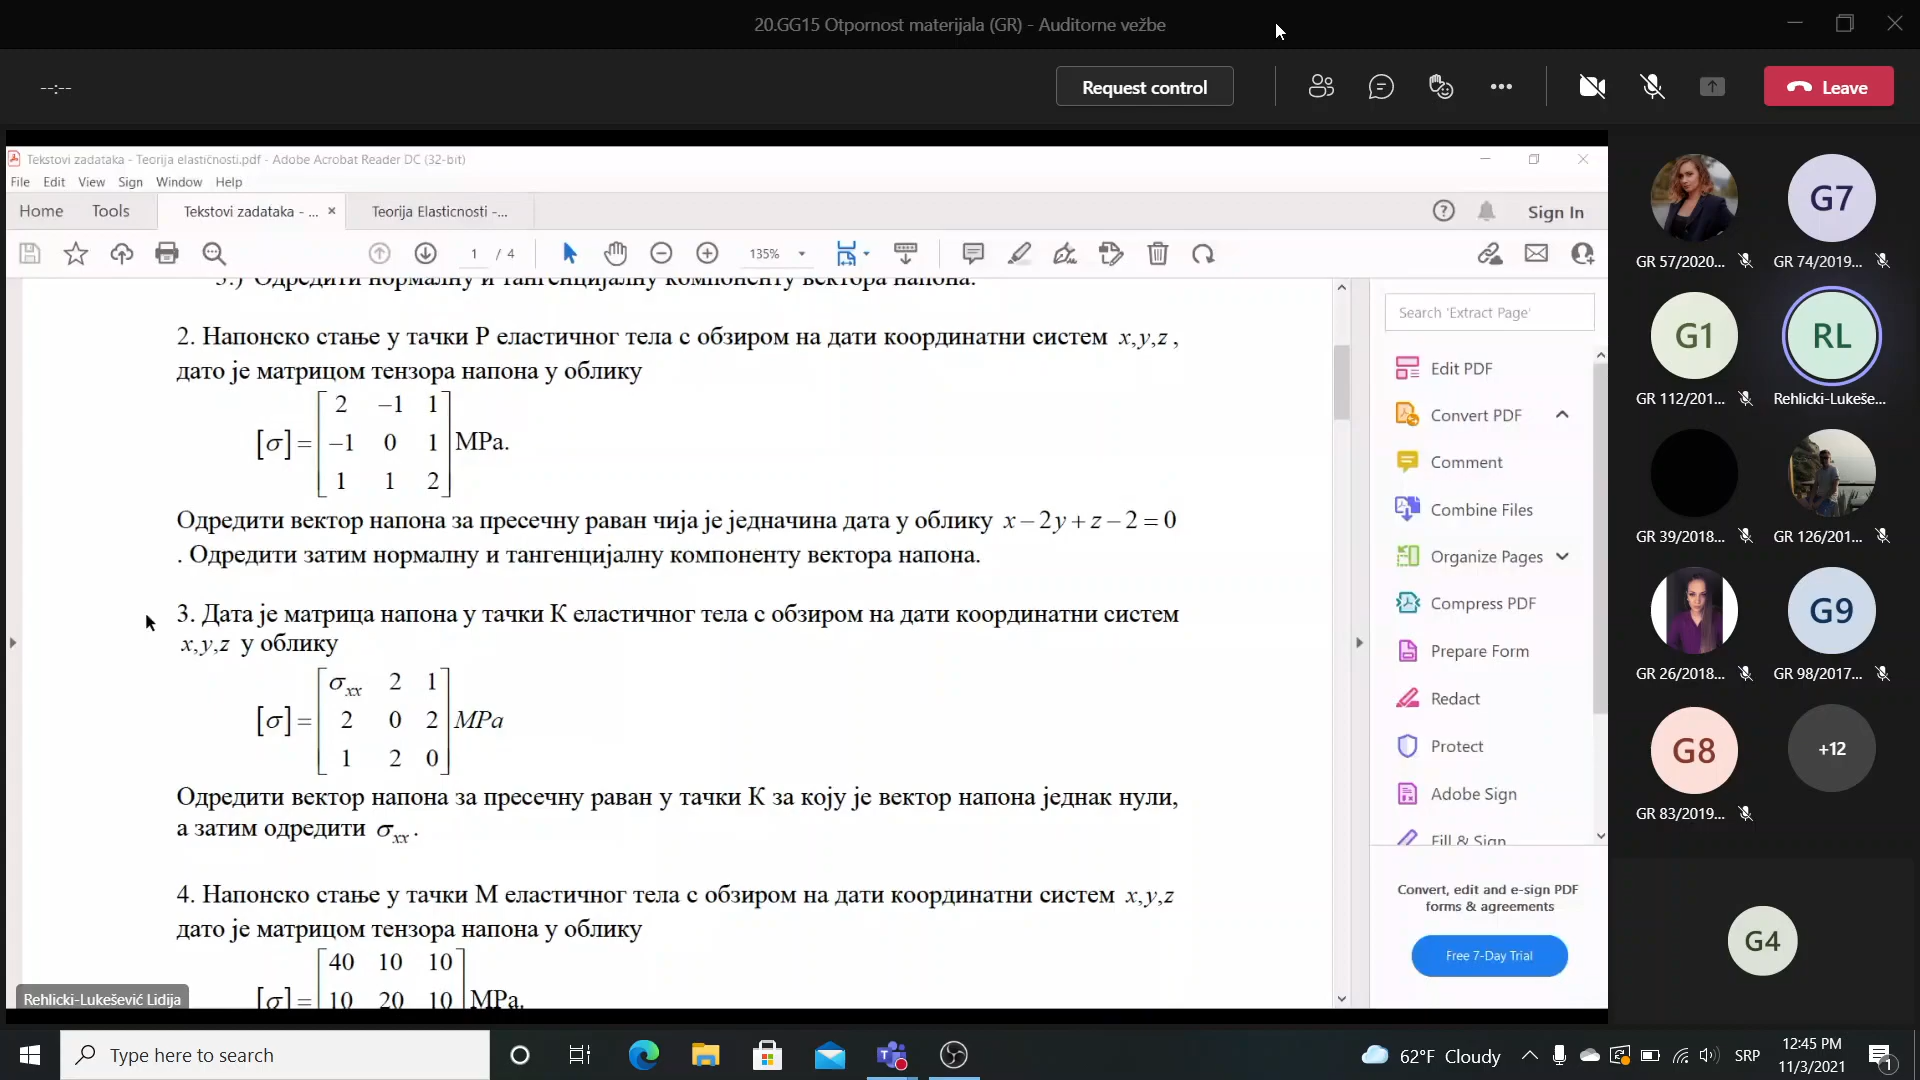 20.GG15 Otpornost materijala (GR) - Auditorne vežbe
--:--
Request control
Leave
Tekstovi zadataka - Teorija elastičnosti.pdf - Adobe Acrobat Reader DC (32-bit)
File Edit View Sign Window Help
Home Tools Tekstovi zadataka - ... × Teorija Elasticnosti -... Sign In
1 / 4 135%
3.) Одредити нормалну и тангенцијалну компоненту вектора напона.
2. Напонско стање у тачки P еластичног тела с обзиром на дати координатни систем x,y,z ,
дато је матрицом тензора напона у облику
2 −1 1
[σ]= −1 0 1 MPa.
1 1 2
Одредити вектор напона за пресечну раван чија је једначина дата у облику x − 2y + z − 2 = 0
. Одредити затим нормалну и тангенцијалну компоненту вектора напона.
3. Дата је матрица напона у тачки К еластичног тела с обзиром на дати координатни систем
x,y,z у облику
σxx 2 1
[σ]= 2 0 2 MPa
1 2 0
Одредити вектор напона за пресечну раван у тачки К за коју је вектор напона једнак нули,
а затим одредити σxx .
4. Напонско стање у тачки М еластичног тела с обзиром на дати координатни систем x,y,z
дато је матрицом тензора напона у облику
40 10 10
[σ]= 10 20 10 MPa.
Rehlicki-Lukešević Lidija
Search 'Extract Page'
Edit PDF
Convert PDF
Comment
Combine Files
Organize Pages
Compress PDF
Prepare Form
Redact
Protect
Adobe Sign
Fill & Sign
Convert, edit and e-sign PDF
forms & agreements
Free 7-Day Trial
G7
GR 57/2020... GR 74/2019...
G1 RL
GR 112/201... Rehlicki-Lukeše...
GR 39/2018... GR 126/201...
G9
GR 26/2018... GR 98/2017...
G8 +12
GR 83/2019...
G4
Type here to search
62°F Cloudy
SRP
12:45 PM
11/3/2021
1